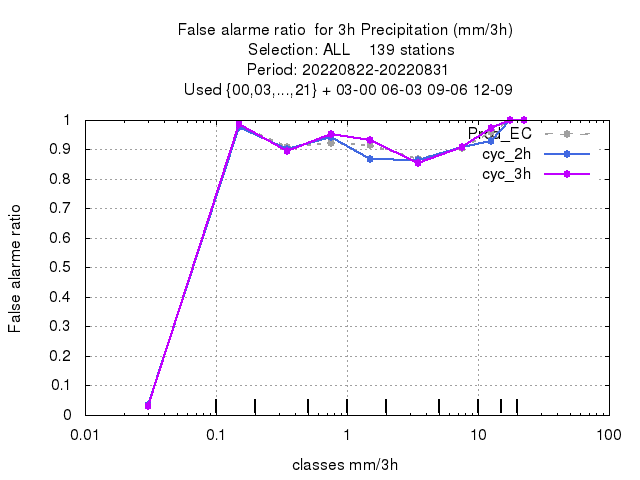 False alarme ratio  for 3h Precipitation (mm/3h)
Selection: ALL    139 stations
Period: 20220822-20220831
Used {00,03,...,21} + 03-00 06-03 09-06 12-09
1
Prod_EC
0.9
cyc_2h
0.8
cyc_3h
0.7
0.6
0.5
0.4
0.3
0.2
0.1
0
False alarme ratio
0.01 0.1 1 10 100
classes mm/3h